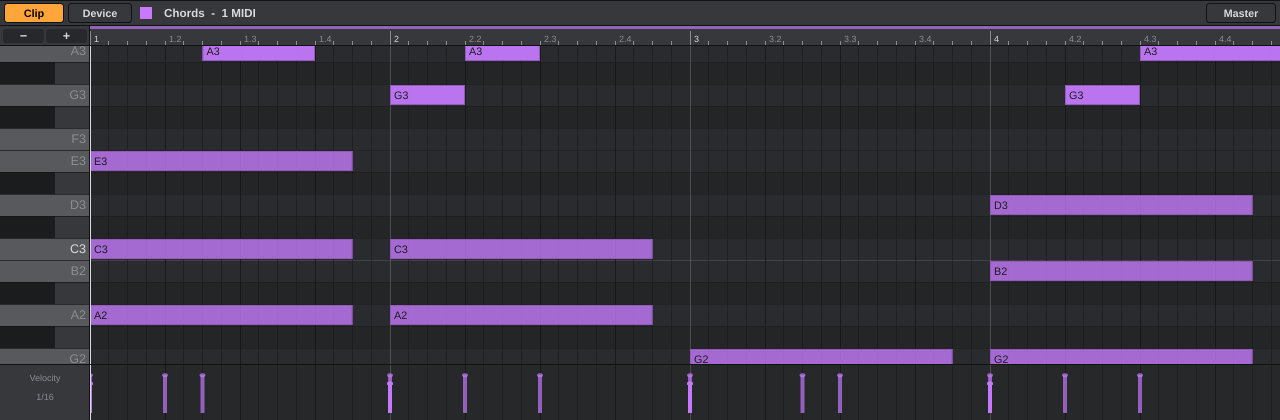 Clip Device Chords - 1 MIDI Master
− +
1 1.2 1.3 1.4 2 2.2 2.3 2.4 3 3.2 3.3 3.4 4 4.2 4.3 4.4
A3 A3 A3 A3
G3 G3 G3
F3
E3 E3
D3 D3
C3 C3 C3
B2 B2
A2 A2 A2
G2 G2 G2
Velocity
1/16